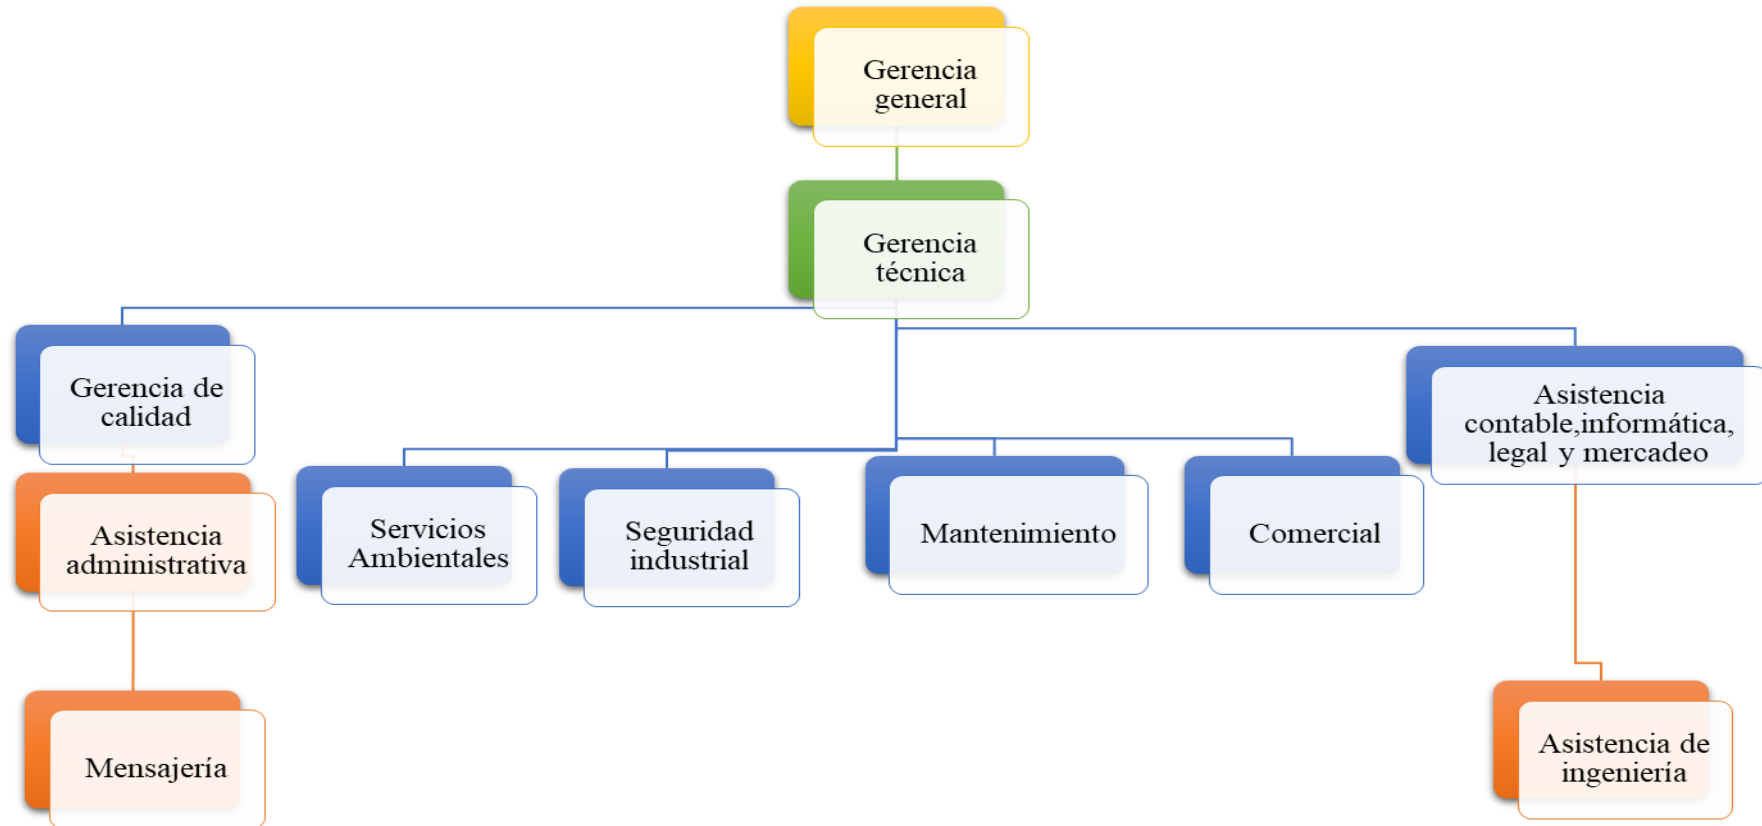 Gerencia
general
Gerencia
técnica
Gerencia de
calidad
Asistencia
contable,informática,
legal y mercadeo
Asistencia
administrativa
Servicios
Ambientales
Seguridad
industrial
Mantenimiento
Comercial
Mensajería
Asistencia de
ingeniería